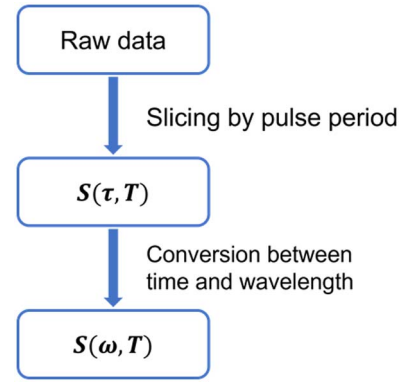 Raw data
Slicing by pulse period
S(τ, T)
Conversion between
time and wavelength
S(ω, T)